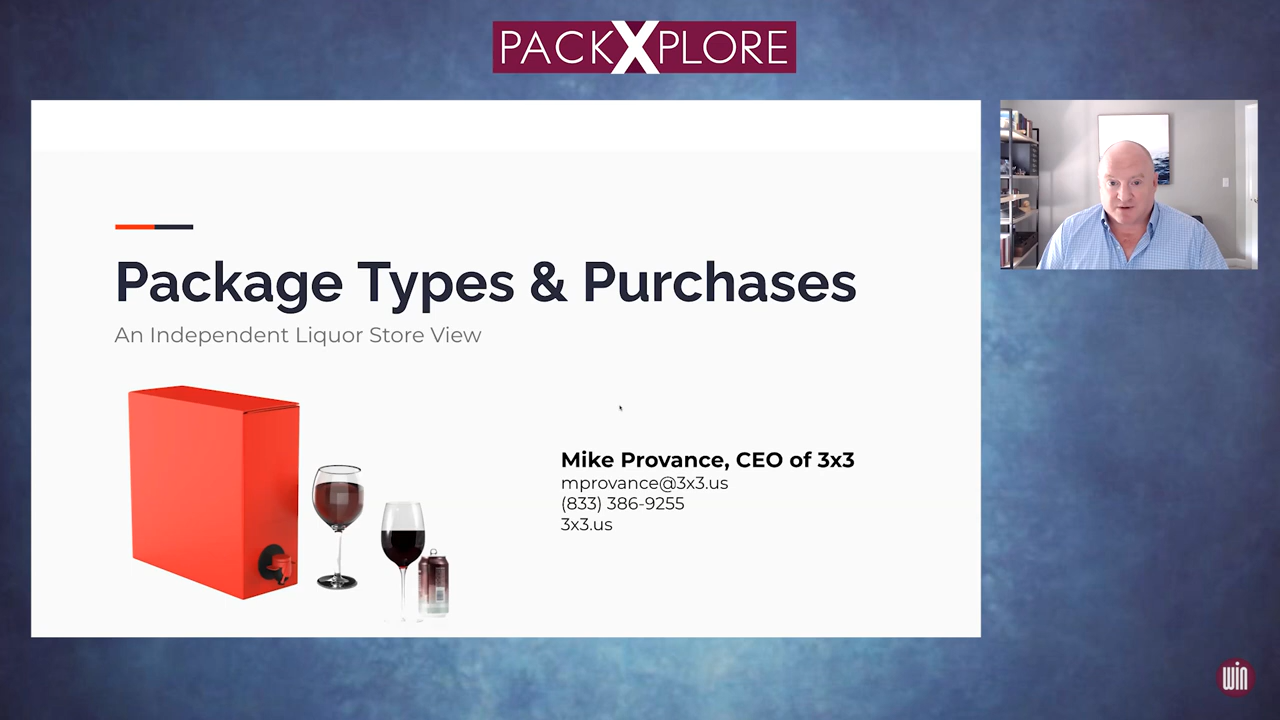 PACKXPLORE
Package Types & Purchases
An Independent Liquor Store View
Mike Provance, CEO of 3x3
mprovance@3x3.us
(833) 386-9255
3x3.us
win